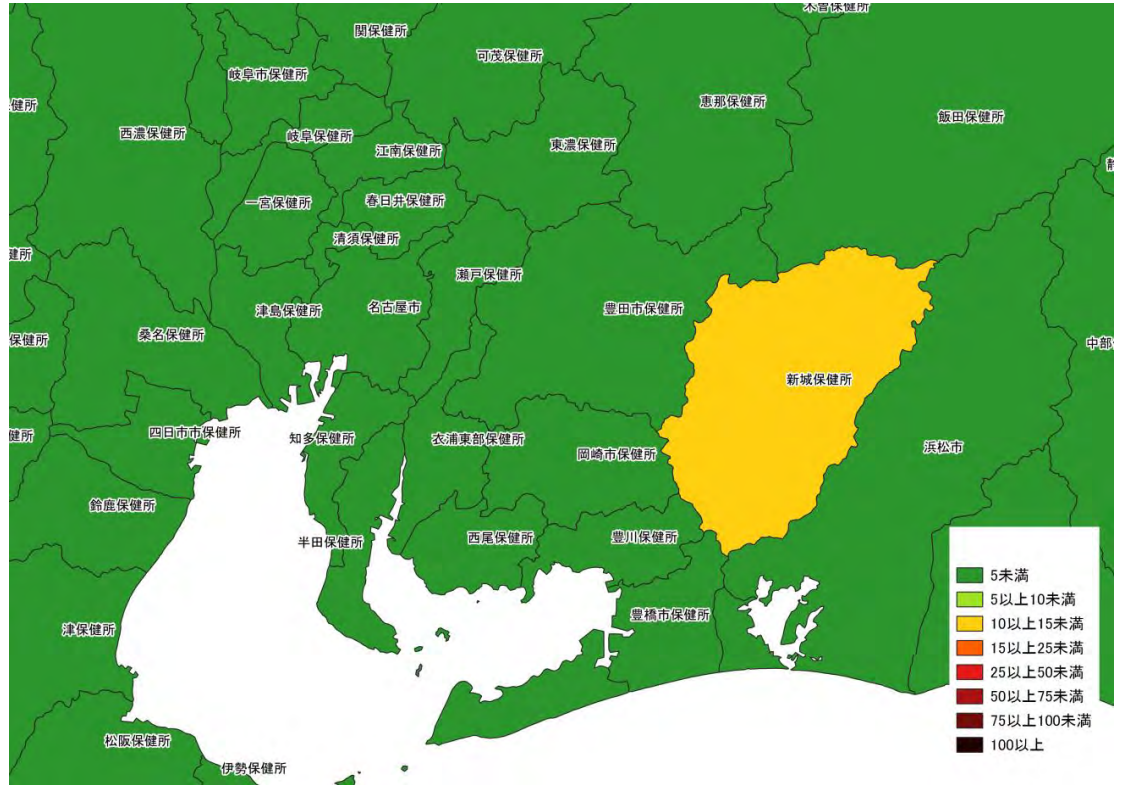 木曽保健所
関保健所
可茂保健所
岐阜市保健所
恵那保健所
健所
飯田保健所
西濃保健所
岐阜保健所
江南保健所
東濃保健所
静
一宮保健所
春日井保健所
清須保健所
健所
瀬戸保健所
津島保健所
名古屋市
豊田市保健所
桑名保健所
保健所
中部
新城保健所
四日市市保健所
健所
知多保健所
衣浦東部保健所
岡崎市保健所
浜松市
鈴鹿保健所
半田保健所
西尾保健所
豊川保健所
豊橋市保健所
津保健所
松阪保健所
伊勢保健所
5未満
5以上10未満
10以上15未満
15以上25未満
25以上50未満
50以上75未満
75以上100未満
100以上